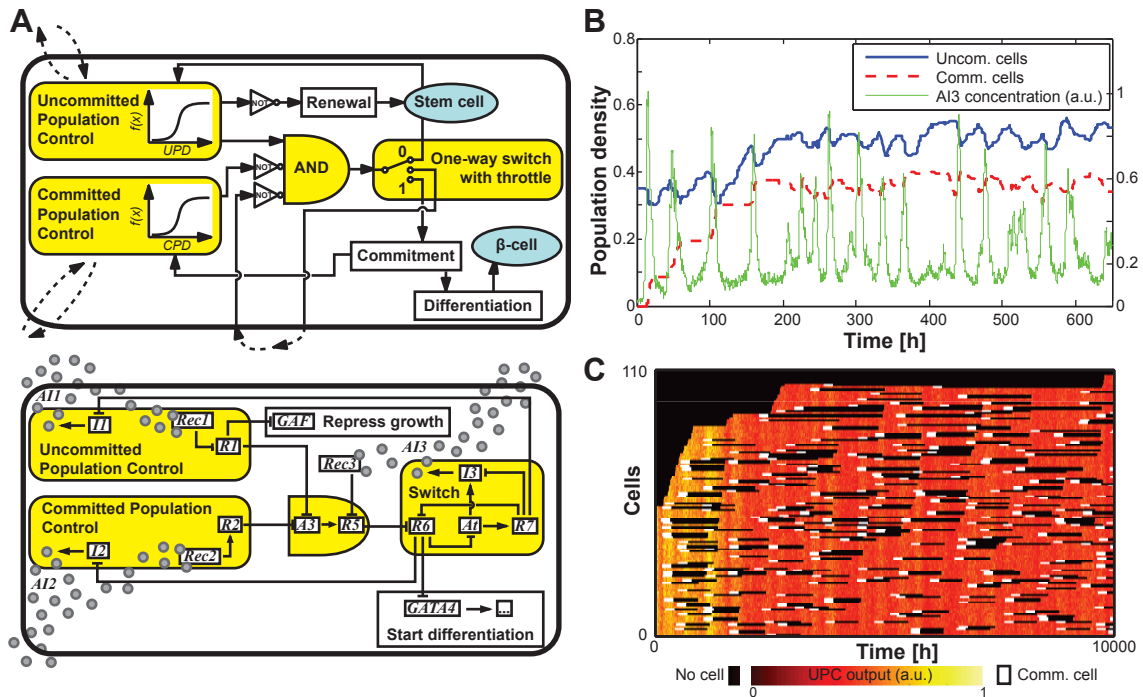 A
Uncommitted
Population
Control
f(x)
UPD
NOT
Renewal
Stem cell
Committed
Population
Control
f(x)
CPD
NOT
NOT
AND
0
1
One-way switch
with throttle
Commitment
β-cell
Differentiation
AI1
I1
Rec1
R1
Uncommitted
Population Control
GAF Repress growth
AI3
Rec3
I3
Switch
Committed Population
Control
R2
I2
Rec2
AI2
A3
R5
R6
At
R7
GATA4
...
Start differentiation
B
Uncom. cells
Comm. cells
AI3 concentration (a.u.)
Population density
0.8
0.6
0.4
0.2
0
1
0.6
0.4
0.2
0
0 100 200 300 400 500 600
Time [h]
C
110
Cells
0
0 Time [h] 10000
No cell
UPC output (a.u.)
0 1
Comm. cell